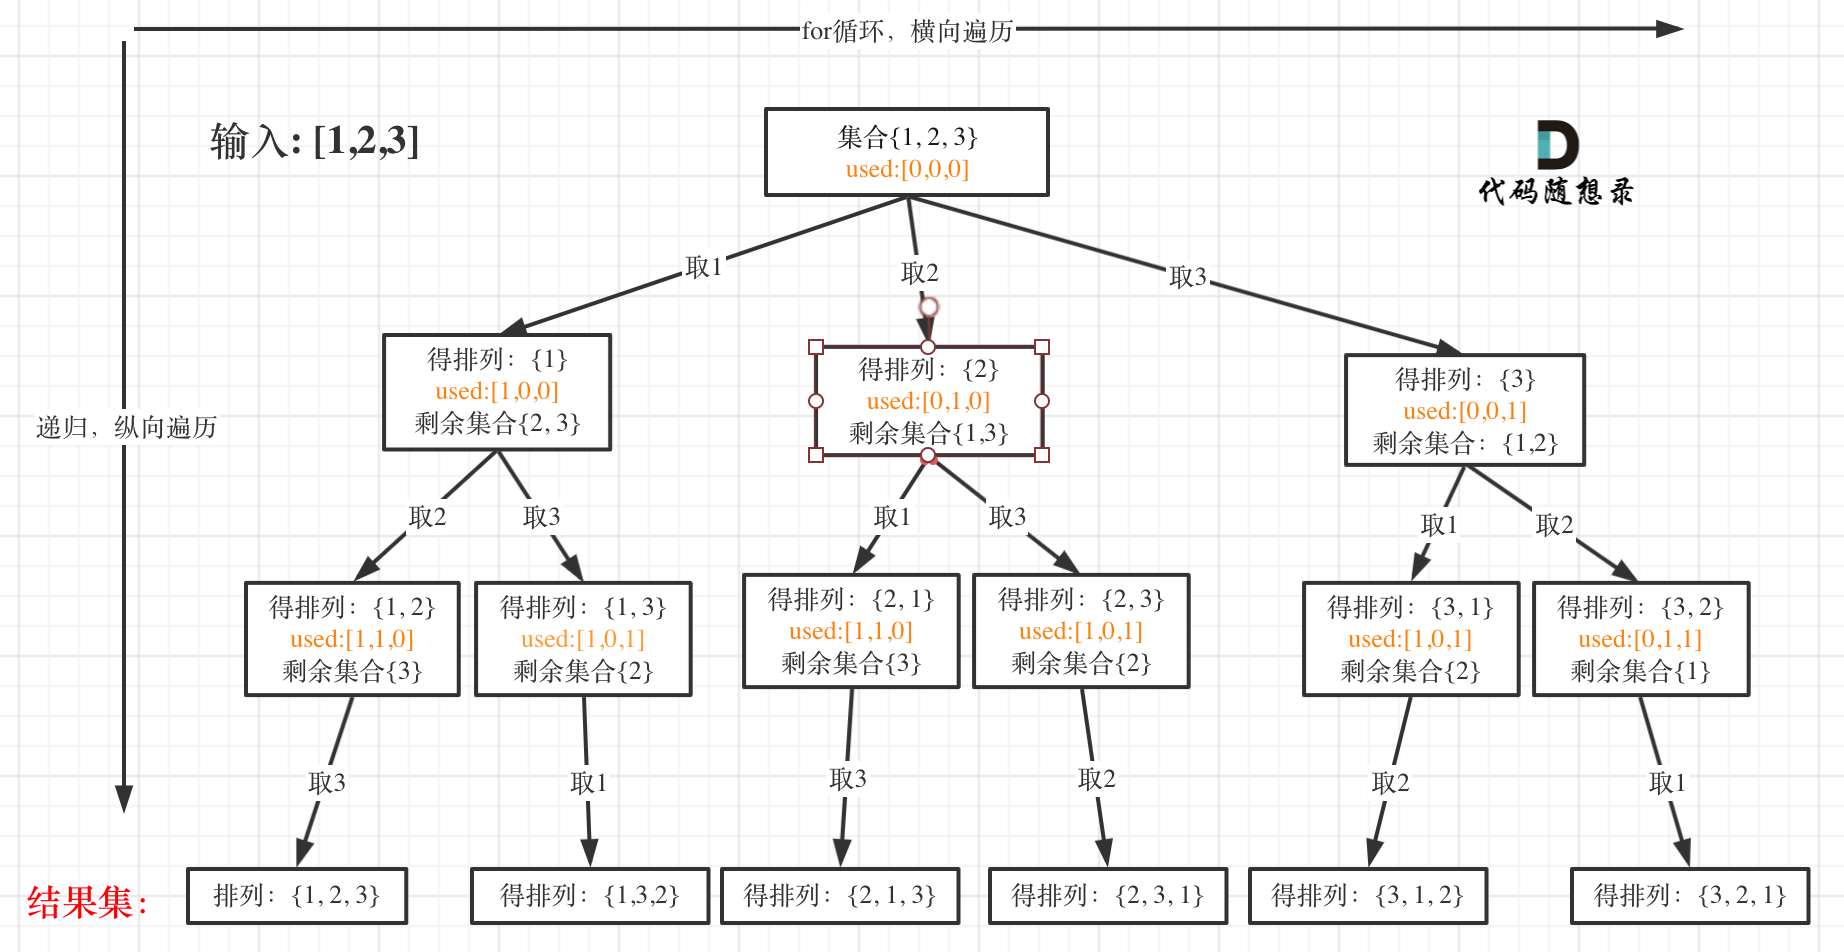 for循环，横向遍历
输入: [1,2,3]
集合{1, 2, 3}
used:[0,0,0]
代码随想录
取1
取2
取3
递归，纵向遍历
得排列：{1}
used:[1,0,0]
剩余集合{2, 3}
得排列：{2}
used:[0,1,0]
剩余集合{1,3}
得排列：{3}
used:[0,0,1]
剩余集合：{1,2}
取2
取3
取1
取3
取1
取2
得排列：{1, 2}
used:[1,1,0]
剩余集合{3}
得排列：{1, 3}
used:[1,0,1]
剩余集合{2}
得排列：{2, 1}
used:[1,1,0]
剩余集合{3}
得排列：{2, 3}
used:[1,0,1]
剩余集合{2}
得排列：{3, 1}
used:[1,0,1]
剩余集合{2}
得排列：{3, 2}
used:[0,1,1]
剩余集合{1}
取3
取1
取3
取2
取2
取1
结果集：
排列：{1, 2, 3}
得排列：{1,3,2}
得排列：{2, 1, 3}
得排列：{2, 3, 1}
得排列：{3, 1, 2}
得排列：{3, 2, 1}